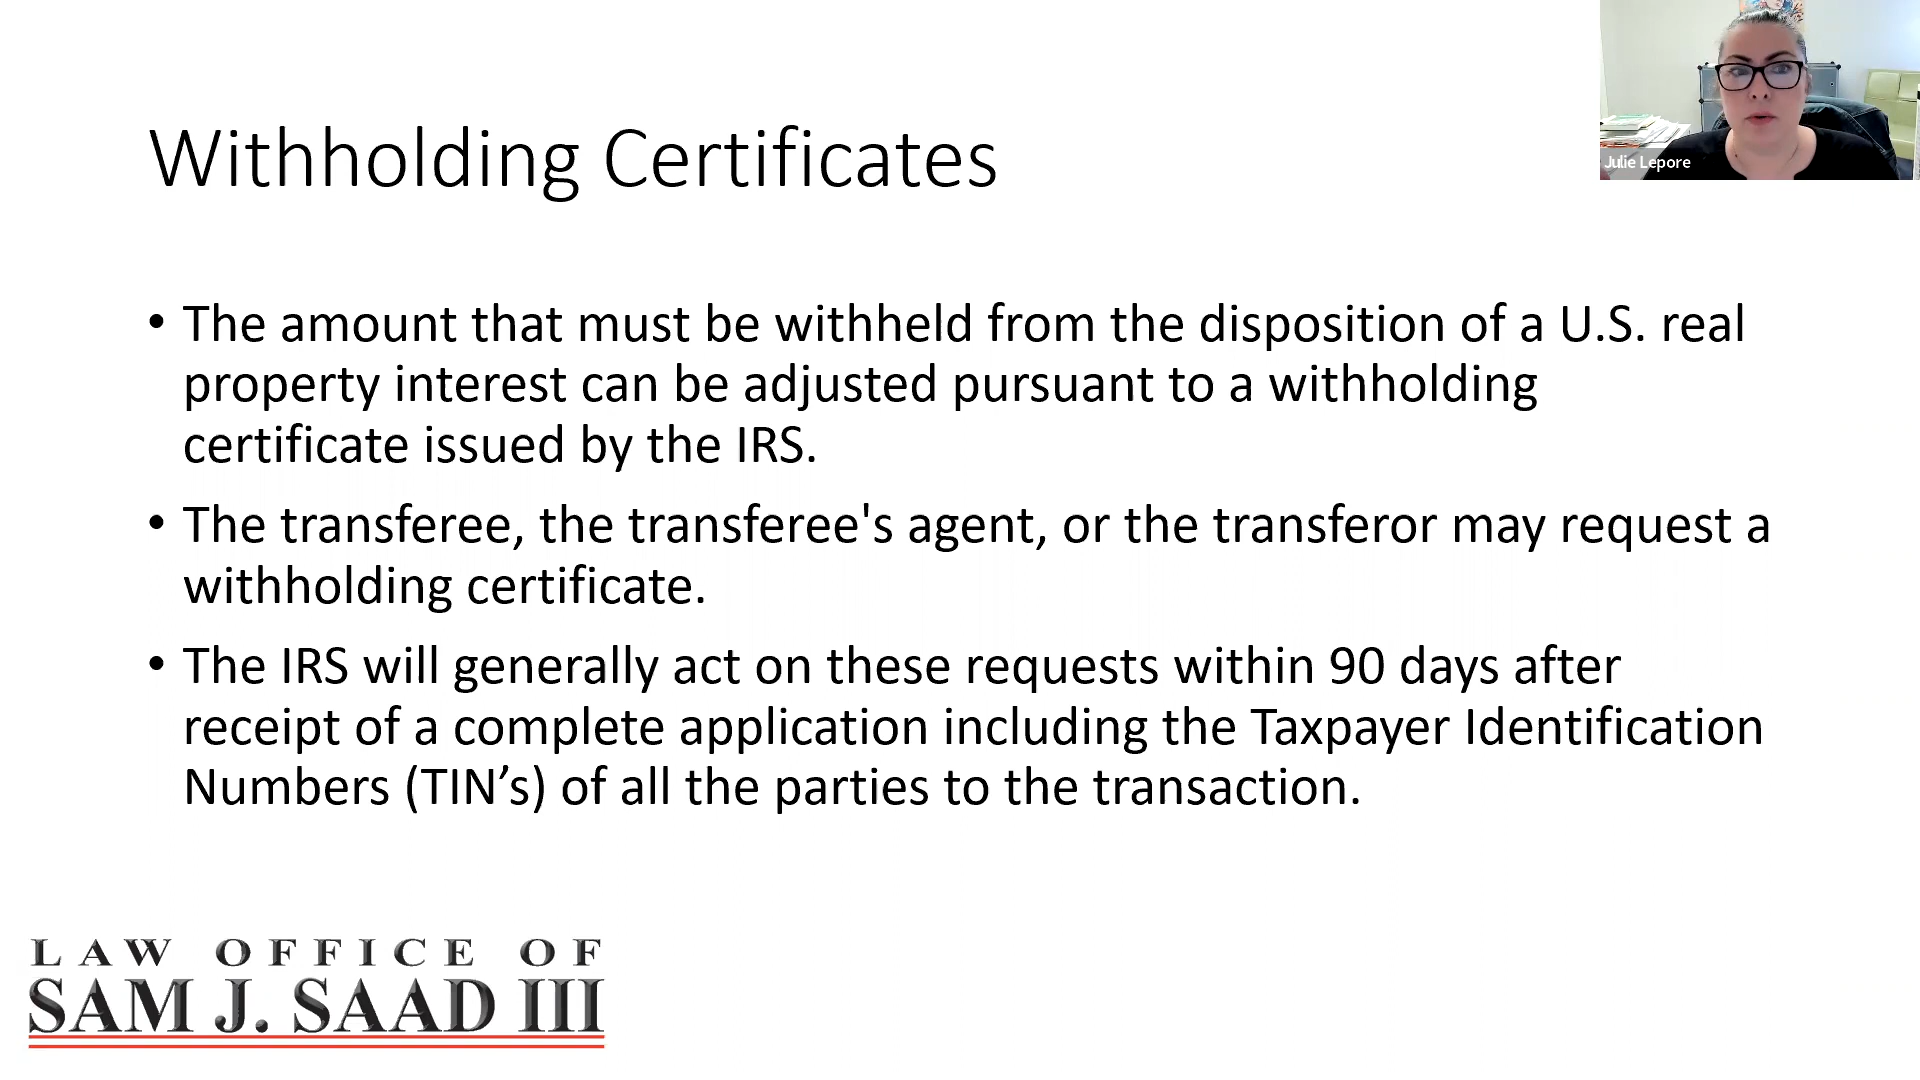 Julie Lepore
Withholding Certificates
• The amount that must be withheld from the disposition of a U.S. real
property interest can be adjusted pursuant to a withholding
certificate issued by the IRS.
• The transferee, the transferee's agent, or the transferor may request a
withholding certificate.
• The IRS will generally act on these requests within 90 days after
receipt of a complete application including the Taxpayer Identification
Numbers (TIN’s) of all the parties to the transaction.
LAW OFFICE OF
SAM J. SAAD III